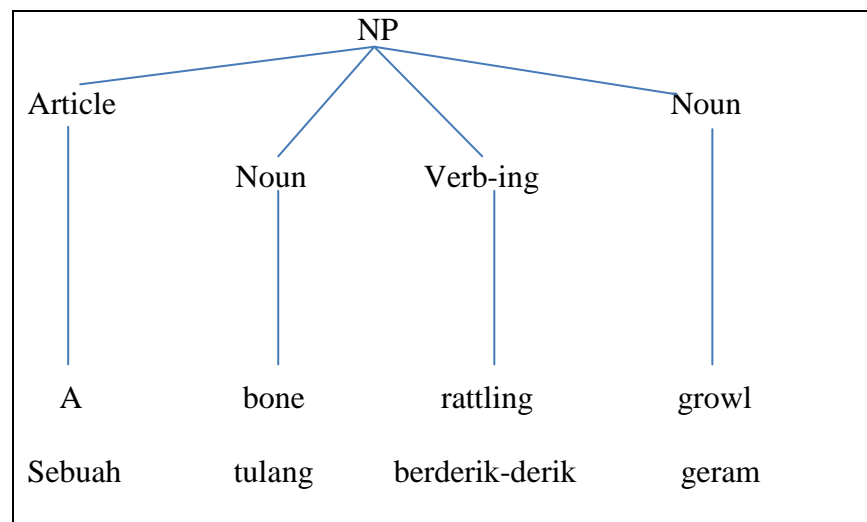 NP
Article Noun
Noun Verb-ing
A bone rattling growl
Sebuah tulang berderik-derik geram